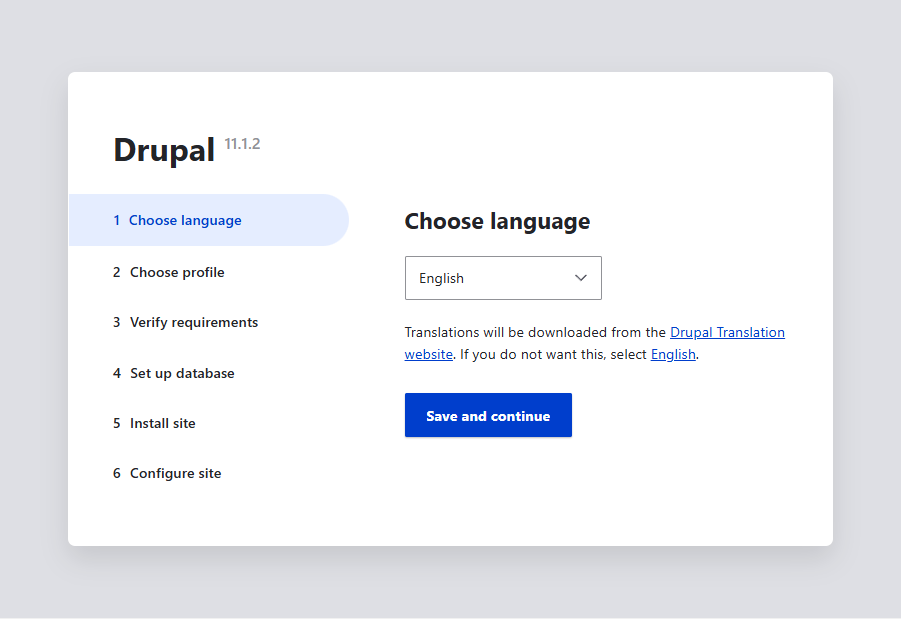 Drupal 11.1.2
1 Choose language
2 Choose profile
3 Verify requirements
4 Set up database
5 Install site
6 Configure site
Choose language
English
Translations will be downloaded from the Drupal Translation
website. If you do not want this, select English.
Save and continue